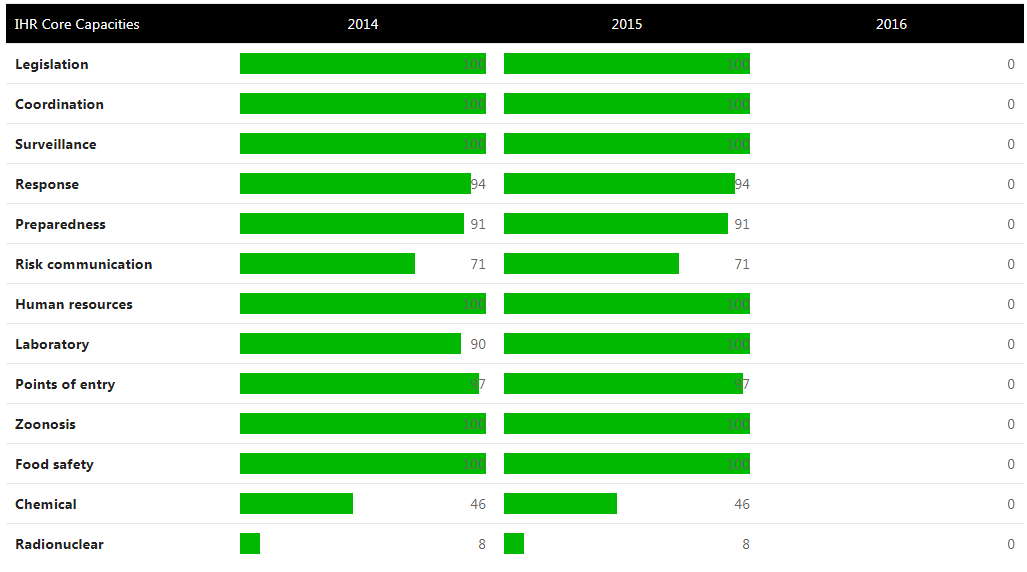 IHR Core Capacities 2014 2015 2016
Legislation 100 100 0
Coordination 100 100 0
Surveillance 100 100 0
Response 94 94 0
Preparedness 91 91 0
Risk communication 71 71 0
Human resources 100 100 0
Laboratory 90 100 0
Points of entry 97 97 0
Zoonosis 100 100 0
Food safety 100 100 0
Chemical 46 46 0
Radionuclear 8 8 0